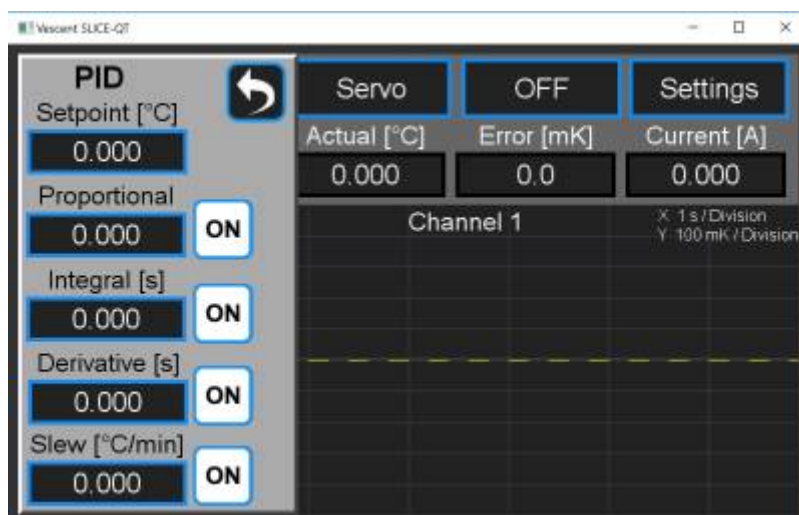 Vescent SLICE-QT
PID
Setpoint [°C]
0.000
Proportional
0.000 ON
Integral [s]
0.000 ON
Derivative [s]
0.000 ON
Slew [°C/min]
0.000 ON
Servo OFF Settings
Actual [°C] Error [mK] Current [A]
0.000 0.0 0.000
Channel 1
X 1 s / Division
Y 100 mK / Division